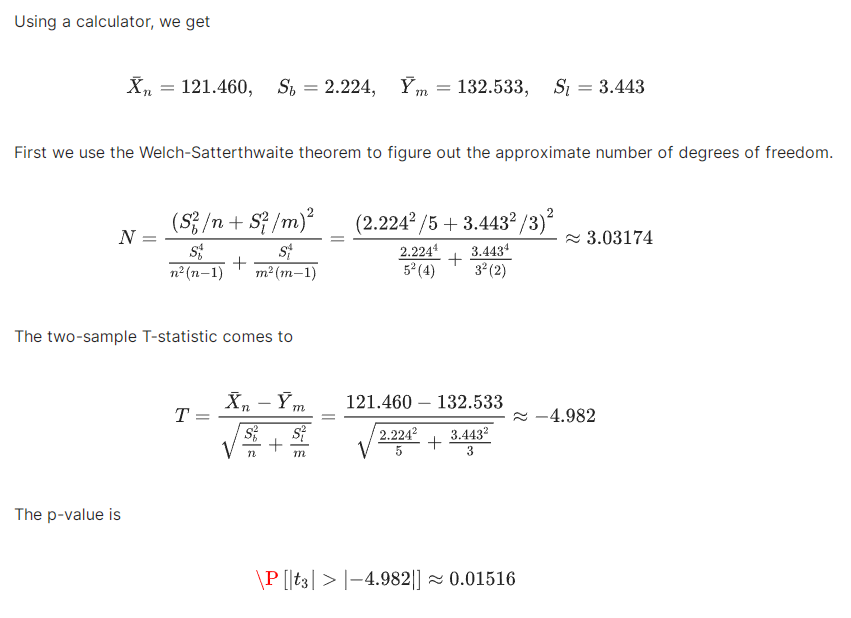 Using a calculator, we get
$\bar{X}_n = 121.460, \quad S_b = 2.224, \quad \bar{Y}_m = 132.533, \quad S_l = 3.443$
First we use the Welch-Satterthwaite theorem to figure out the approximate number of degrees of freedom.
$N = \frac{(S_b^2/n + S_l^2/m)^2}{\frac{S_b^4}{n^2(n-1)} + \frac{S_l^4}{m^2(m-1)}} = \frac{(2.224^2/5 + 3.443^2/3)^2}{\frac{2.224^4}{5^2(4)} + \frac{3.443^4}{3^2(2)}} \approx 3.03174$
The two-sample T-statistic comes to
$T = \frac{\bar{X}_n - \bar{Y}_m}{\sqrt{\frac{S_b^2}{n} + \frac{S_l^2}{m}}} = \frac{121.460 - 132.533}{\sqrt{\frac{2.224^2}{5} + \frac{3.443^2}{3}}} \approx -4.982$
The p-value is
\P $[|t_3| > |-4.982|] \approx 0.01516$